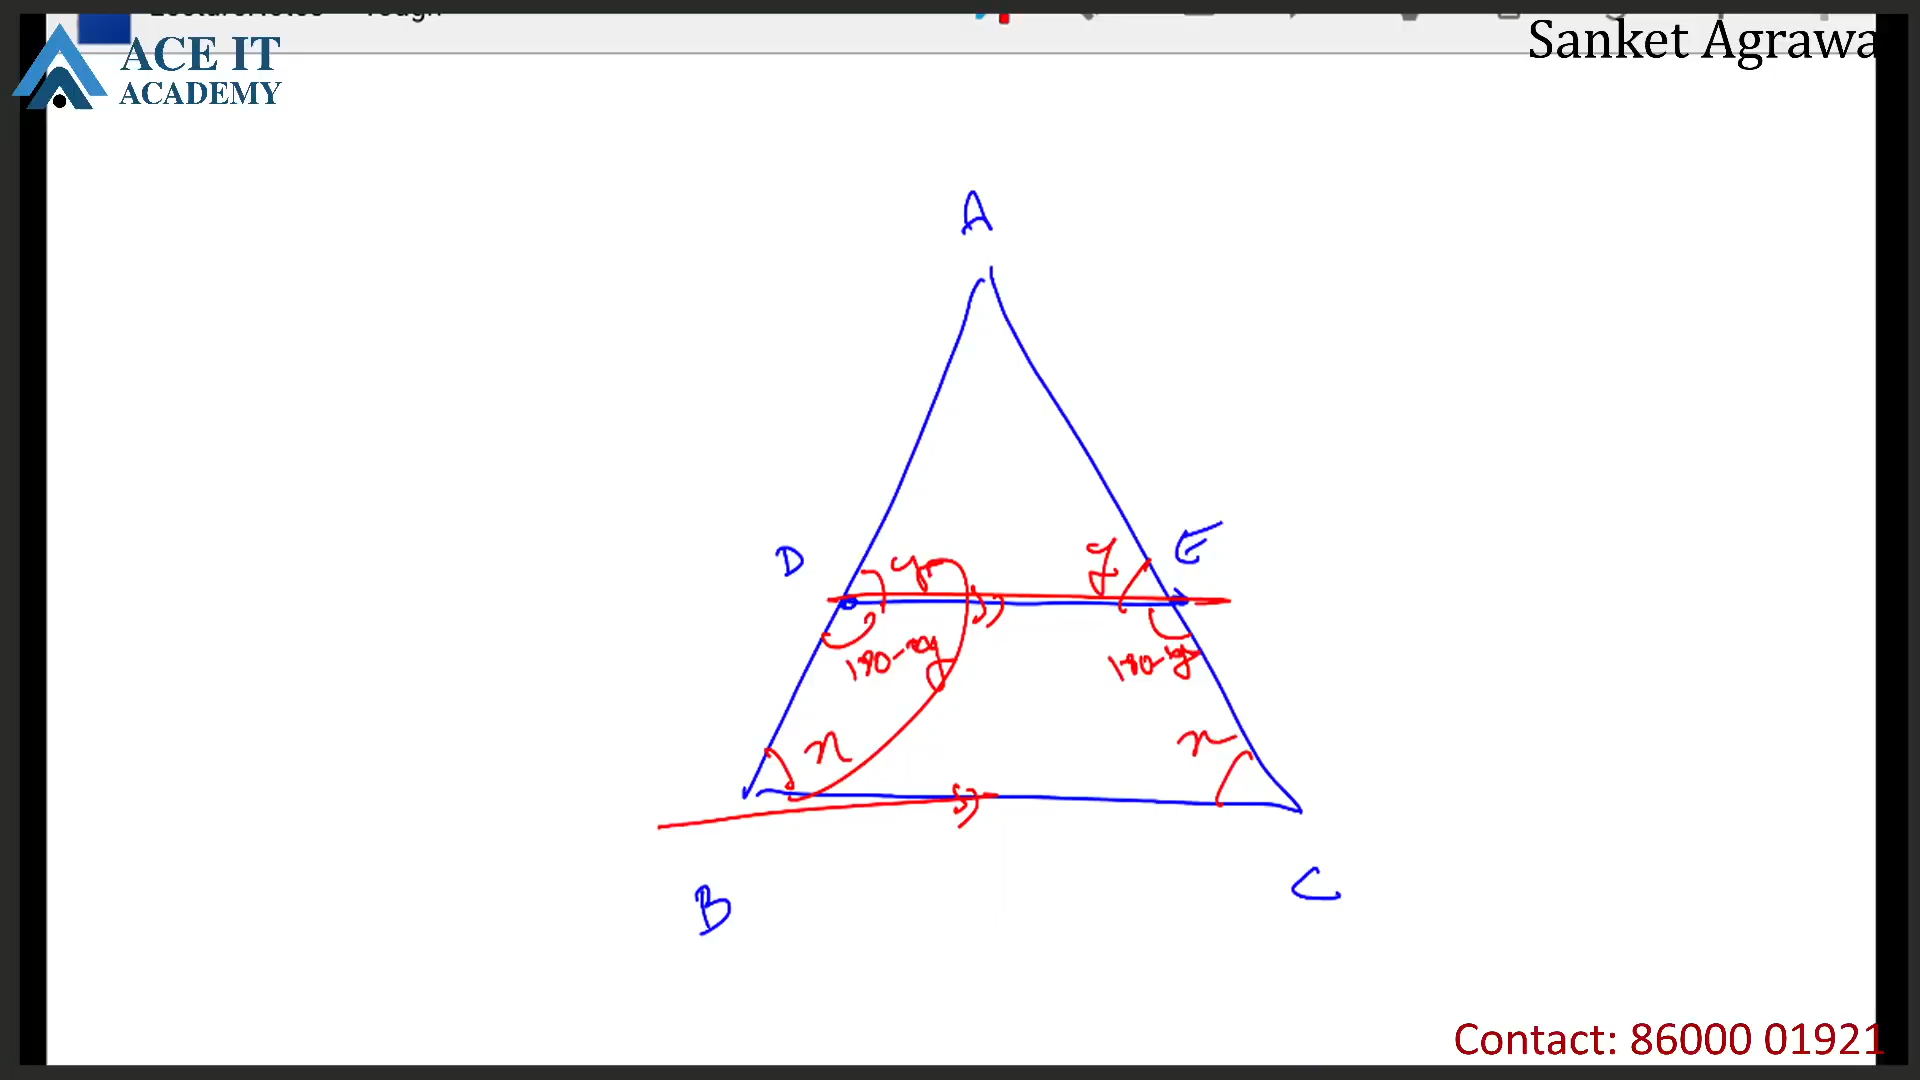 Sanket Agrawa
ACE IT
ACADEMY
A
D
y
y
E
180-y
180-y
x
x
B
C
Contact: 86000 01921